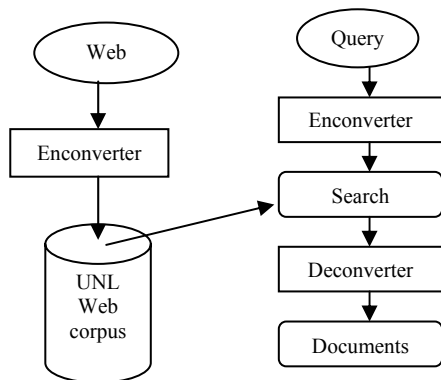 Web
Enconverter
UNL
Web
corpus
Query
Enconverter
Search
Deconverter
Documents